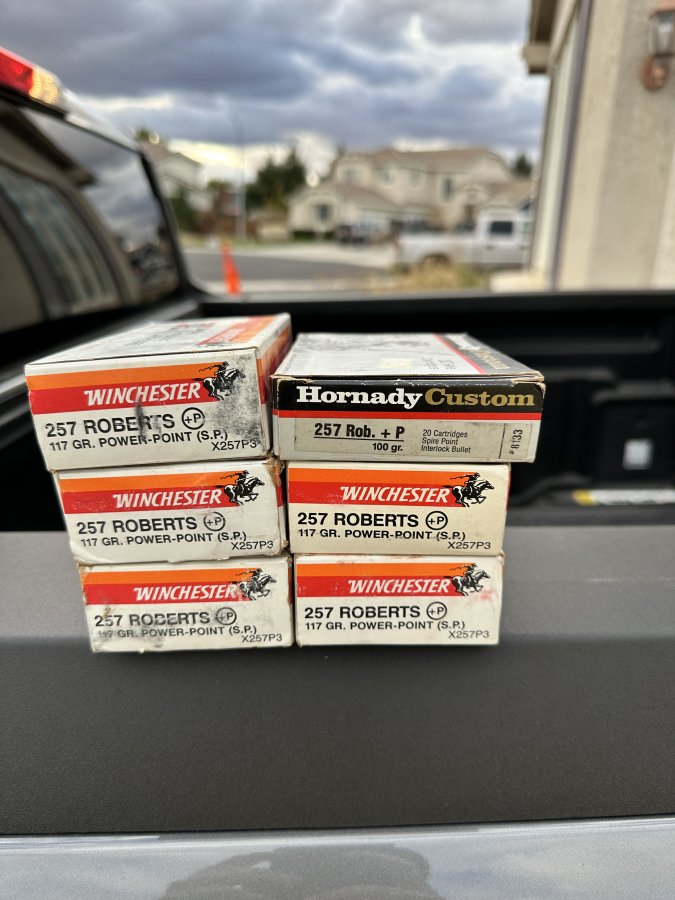 WINCHESTER
257 ROBERTS +P
117 GR. POWER-POINT (S.P.)
X257P3
Hornady Custom
257 Rob. + P
100 gr.
20 Cartridges
Spire Point
Interlock Bullet
# 8133
WINCHESTER
257 ROBERTS +P
117 GR. POWER-POINT (S.P.)
X257P3
WINCHESTER
257 ROBERTS +P
117 GR. POWER-POINT (S.P.)
X257P3
WINCHESTER
257 ROBERTS +P
117 GR. POWER-POINT (S.P.)
X257P3
WINCHESTER
257 ROBERTS +P
117 GR. POWER-POINT (S.P.)
X257P3